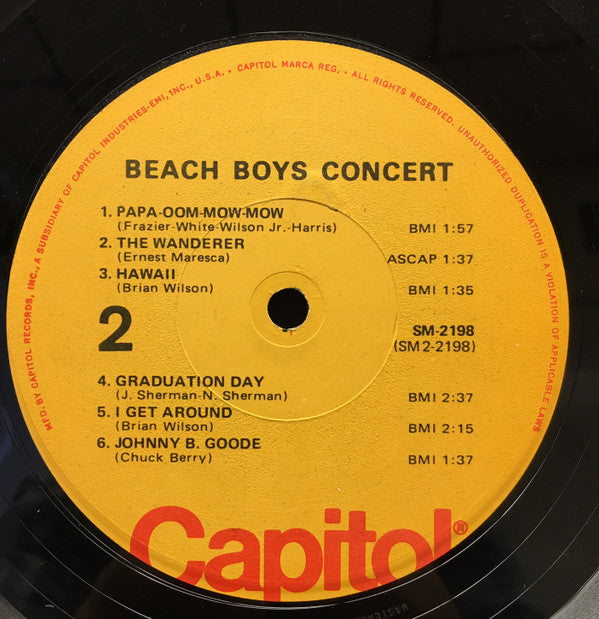 MFD. BY CAPITOL RECORDS, INC., A SUBSIDIARY OF CAPITOL INDUSTRIES-EMI, INC., U.S.A. • CAPITOL MARCA REG. • ALL RIGHTS RESERVED. UNAUTHORIZED DUPLICATION IS A VIOLATION OF APPLICABLE LAWS
BEACH BOYS CONCERT
1. PAPA-OOM-MOW-MOW
(Frazier-White-Wilson Jr.-Harris) BMI 1:57
2. THE WANDERER
(Ernest Maresca) ASCAP 1:37
3. HAWAII
(Brian Wilson) BMI 1:35
2
SM-2198
(SM2-2198)
4. GRADUATION DAY
(J. Sherman-N. Sherman) BMI 2:37
5. I GET AROUND
(Brian Wilson) BMI 2:15
6. JOHNNY B. GOODE
(Chuck Berry) BMI 1:37
Capitol®